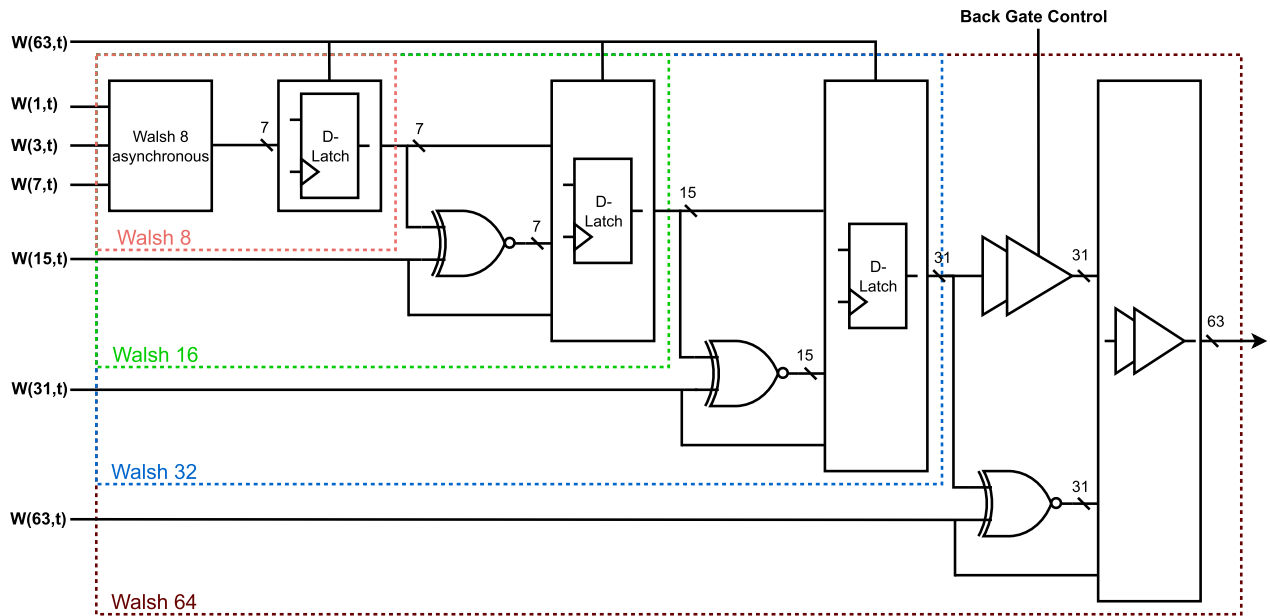 Back Gate Control
W(63,t)
W(1,t)
W(3,t)
W(7,t)
W(15,t)
W(31,t)
W(63,t)
Walsh 8
asynchronous
7
D-
Latch
7
Walsh 8
7
D-
Latch
15
Walsh 16
15
D-
Latch
31
Walsh 32
31
31
63
Walsh 64